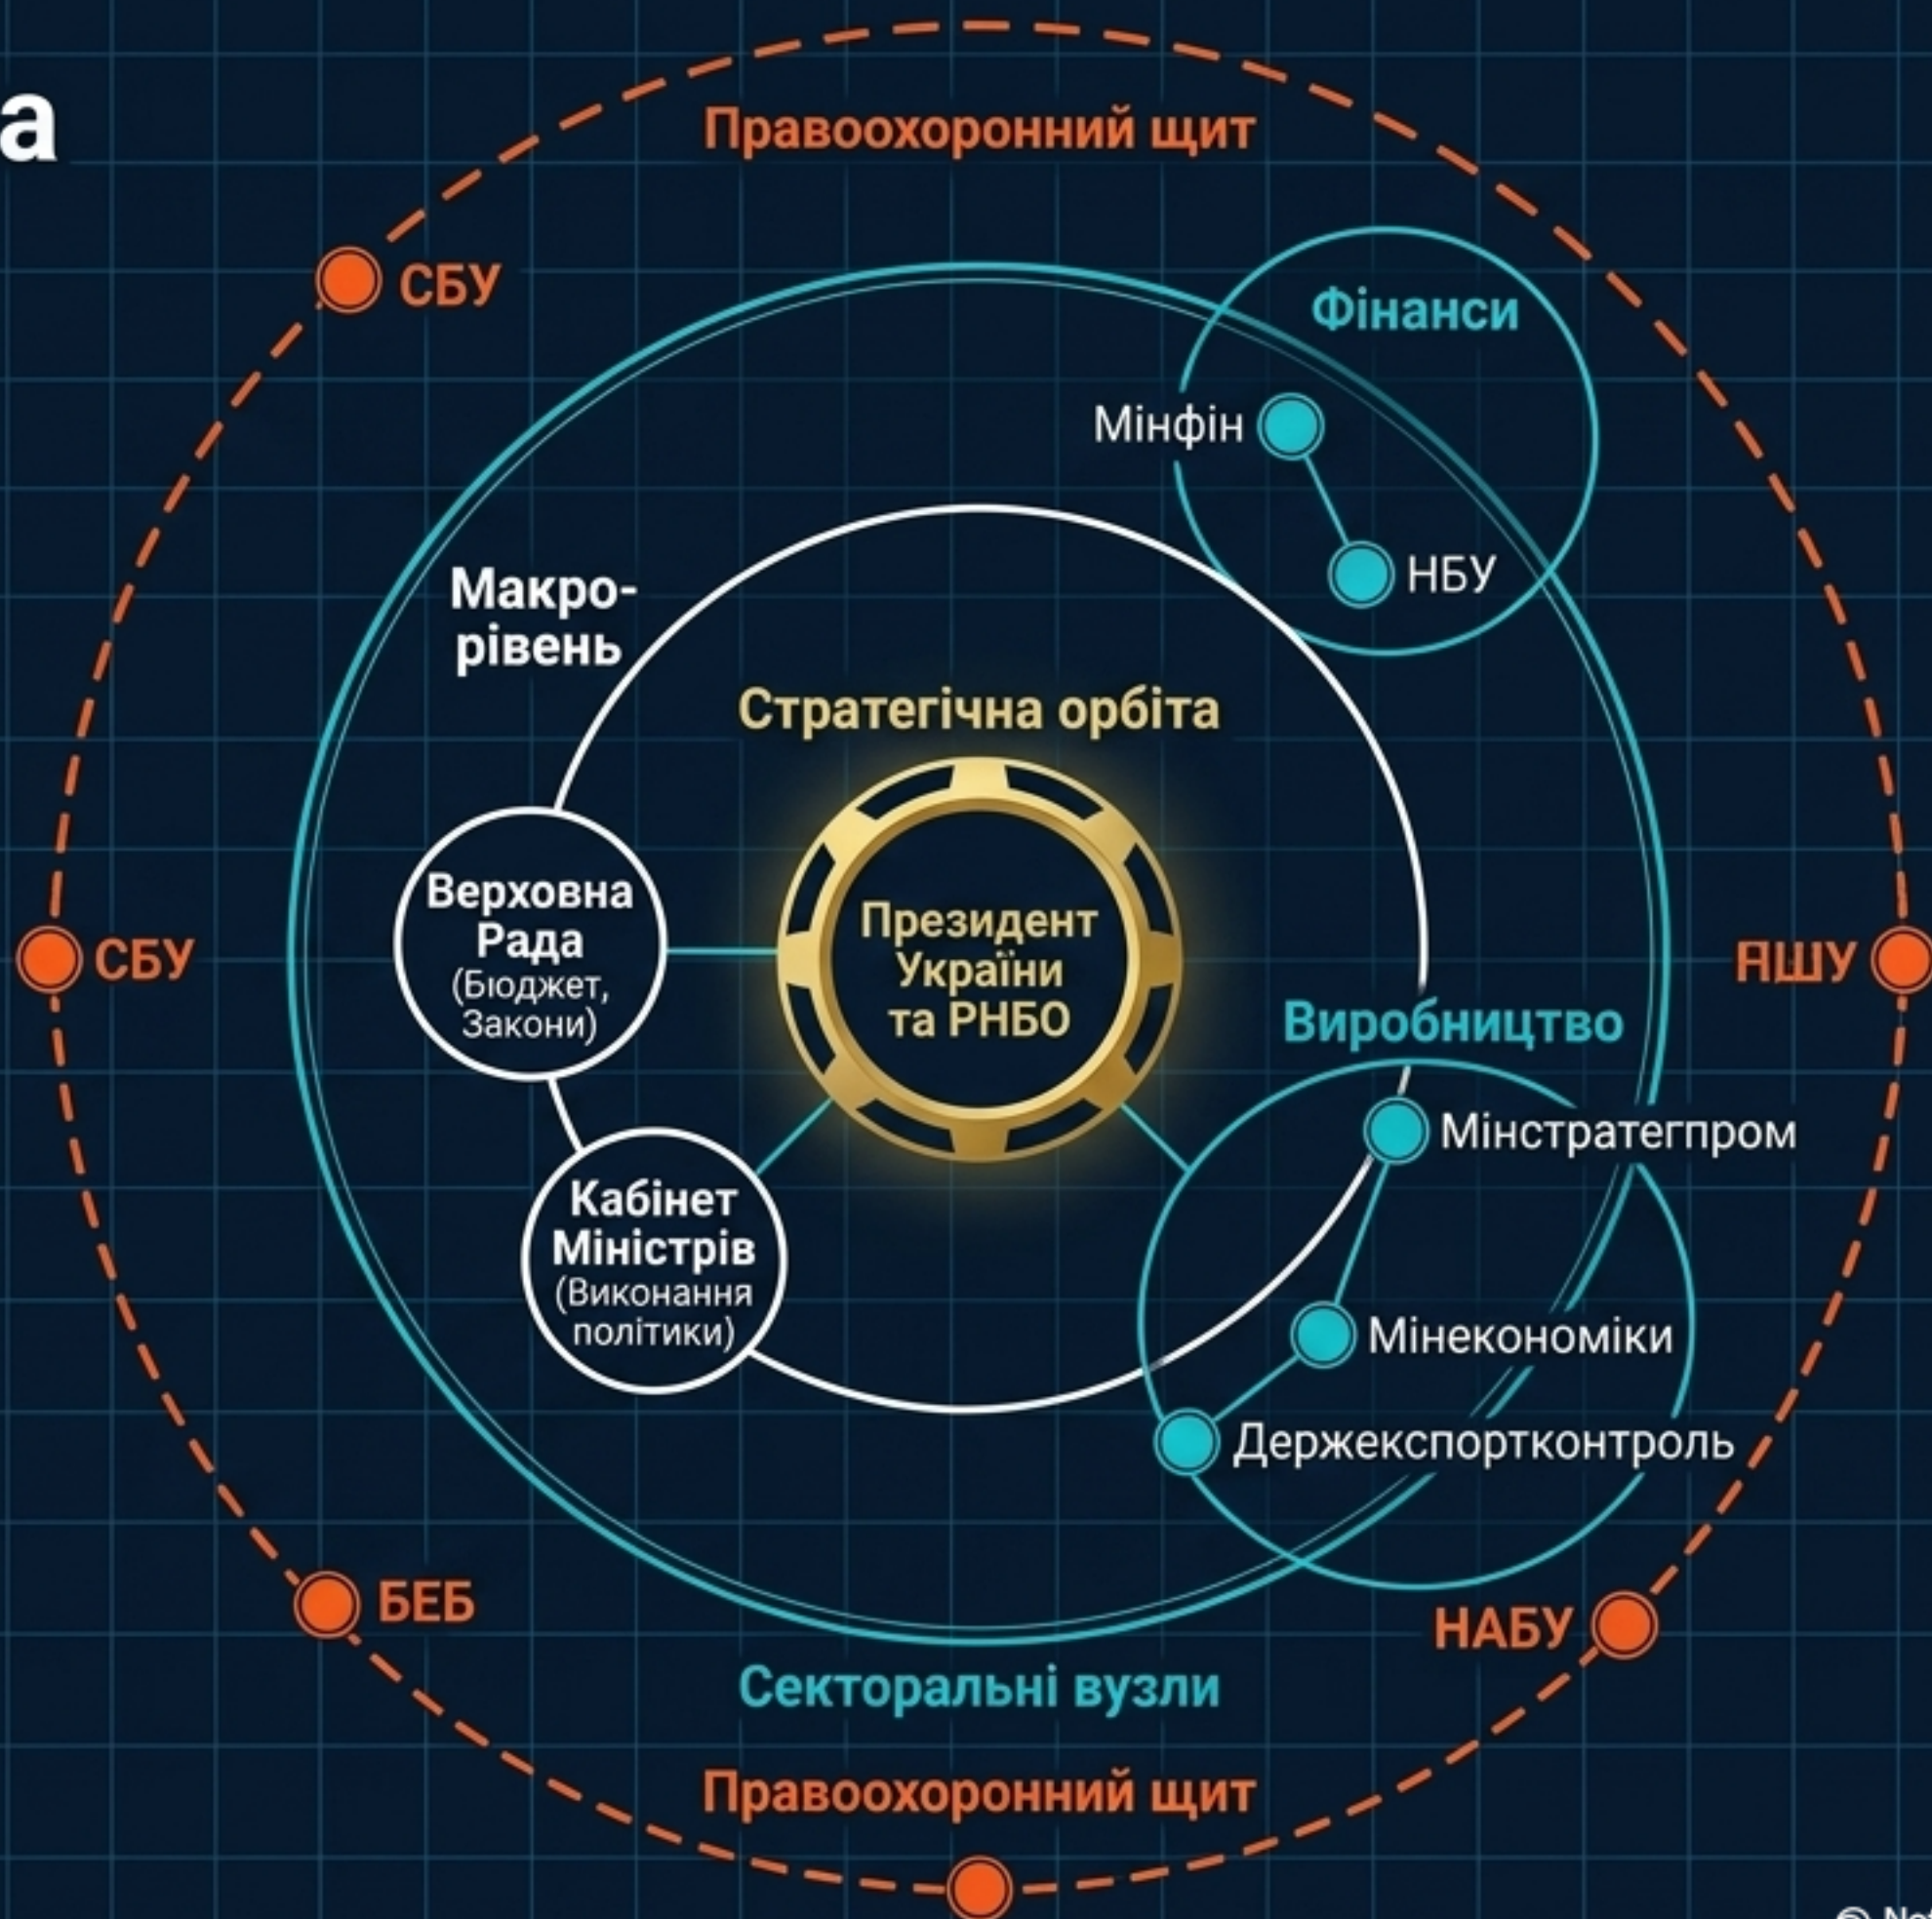 а
Правоохоронний щит
СБУ
Фінанси
Мінфін
НБУ
Макро-
рівень
Стратегічна орбіта
Верховна
Рада
(Бюджет,
Закони)
Президент
України
та РНБО
СБУ
Виробництво
Мінстратегпром
Кабінет
Міністрів
(Виконання
політики)
Мінекономіки
Держекспортконтроль
БЕБ
НАБУ
Секторальні вузли
Правоохоронний щит